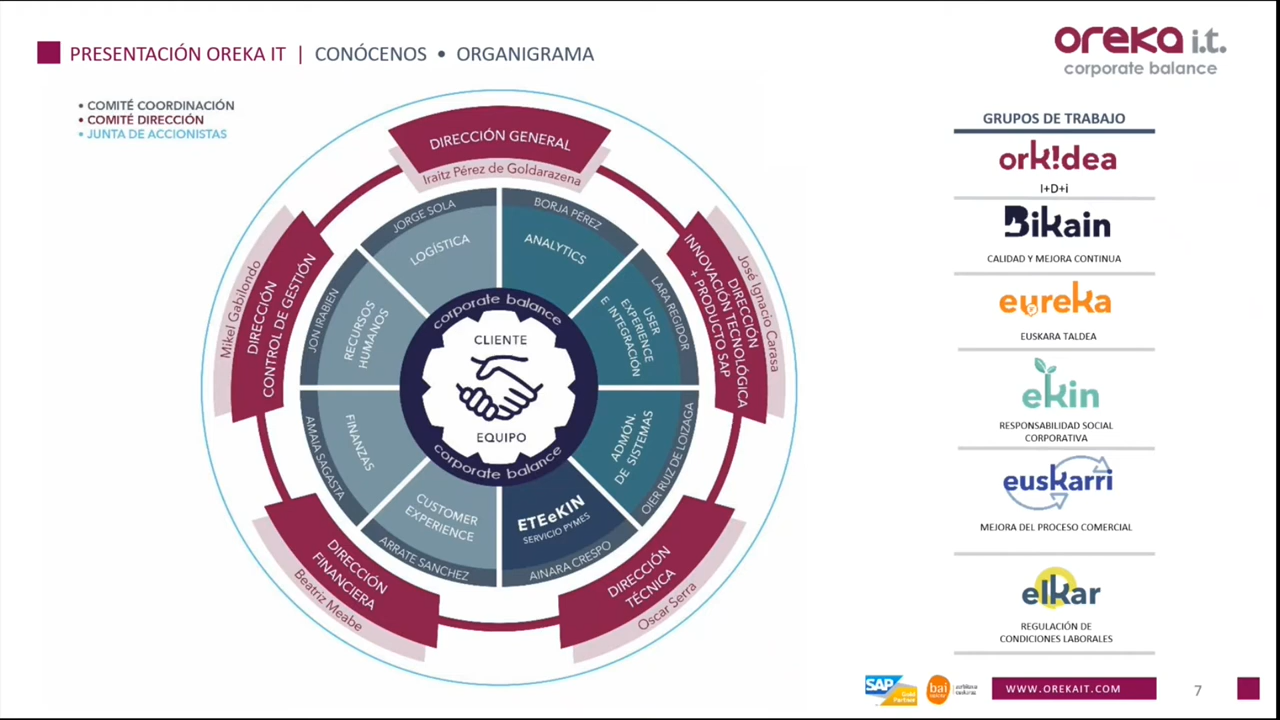 PRESENTACIÓN OREKA IT | CONÓCENOS • ORGANIGRAMA
oreka i.t.
corporate balance
• COMITÉ COORDINACIÓN
• COMITÉ DIRECCIÓN
• JUNTA DE ACCIONISTAS
DIRECCIÓN GENERAL
Iraitz Pérez de Goldarazena
JORGE SOLA
LOGÍSTICA
BORJA PÉREZ
ANALYTICS
José Ignacio Carasa
DIRECCIÓN
INNOVACIÓN TECNOLÓGICA
+ PRODUCTO SAP
LARA REGIDOR
USER
EXPERIENCE
E INTEGRACIÓN
Mikel Gabilondo
DIRECCIÓN
CONTROL DE GESTIÓN
JON IRABIEN
RECURSOS
HUMANOS
corporate balance
CLIENTE
EQUIPO
corporate balance
AMAIA SAGASTA
FINANZAS
ADMÓN.
DE SISTEMAS
OIER RUIZ DE LOIZAGA
CUSTOMER
EXPERIENCE
ARRATE SANCHEZ
ETEeKIN
SERVICIO PYMES
AINARA CRESPO
DIRECCIÓN
FINANCIERA
Beatriz Meabe
DIRECCIÓN
TÉCNICA
Oscar Serra
GRUPOS DE TRABAJO
ork!dea
I+D+i
Bikain
CALIDAD Y MEJORA CONTINUA
eureka
EUSKARA TALDEA
ekin
RESPONSABILIDAD SOCIAL
CORPORATIVA
euskarri
MEJORA DEL PROCESO COMERCIAL
elkar
REGULACIÓN DE
CONDICIONES LABORALES
SAP
Gold
Partner
bai
WWW.OREKAIT.COM
7